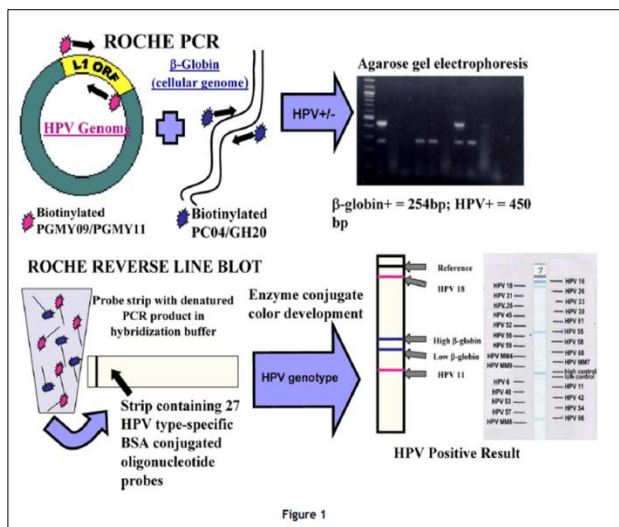 ROCHE PCR
L1 ORF
HPV Genome
Biotinylated
PGMY09/PGMY11
β-Globin
(cellular genome)
Biotinylated
PC04/GH20
HPV+/-
Agarose gel electrophoresis
β-globin+ = 254bp; HPV+ = 450
bp
ROCHE REVERSE LINE BLOT
Probe strip with denatured
PCR product in
hybridization buffer
Strip containing 27
HPV type-specific
BSA conjugated
oligonucleotide
probes
Enzyme conjugate
color development
HPV genotype
Reference
HPV 18
High β-globin
Low β-globin
HPV 11
7
HPV 18
HPV 31
HPV 35
HPV 45
HPV 52
HPV 56
HPV 59
HPV MM4
HPV MM9
HPV 6
HPV 40
HPV 53
HPV 57
HPV MM8
HPV 16
HPV 26
HPV 33
HPV 39
HPV 51
HPV 55
HPV 58
HPV 68
HPV MM7
high control
low control
HPV 11
HPV 42
HPV 54
HPV 66
HPV Positive Result
Figure 1